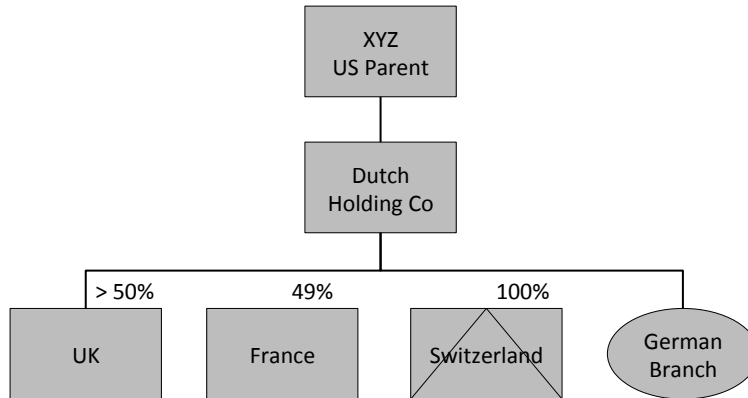 XYZ
US Parent
Dutch
Holding Co
> 50%
49%
100%
UK
France
Switzerland
German
Branch